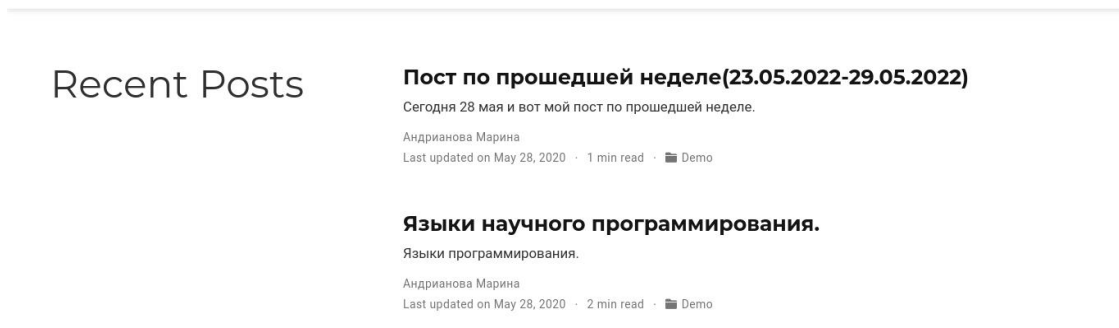 Recent Posts
Пост по прошедшей неделе(23.05.2022-29.05.2022)
Сегодня 28 мая и вот мой пост по прошедшей неделе.
Андрианова Марина
Last updated on May 28, 2020 · 1 min read · Demo
Языки научного программирования.
Языки программирования.
Андрианова Марина
Last updated on May 28, 2020 · 2 min read · Demo